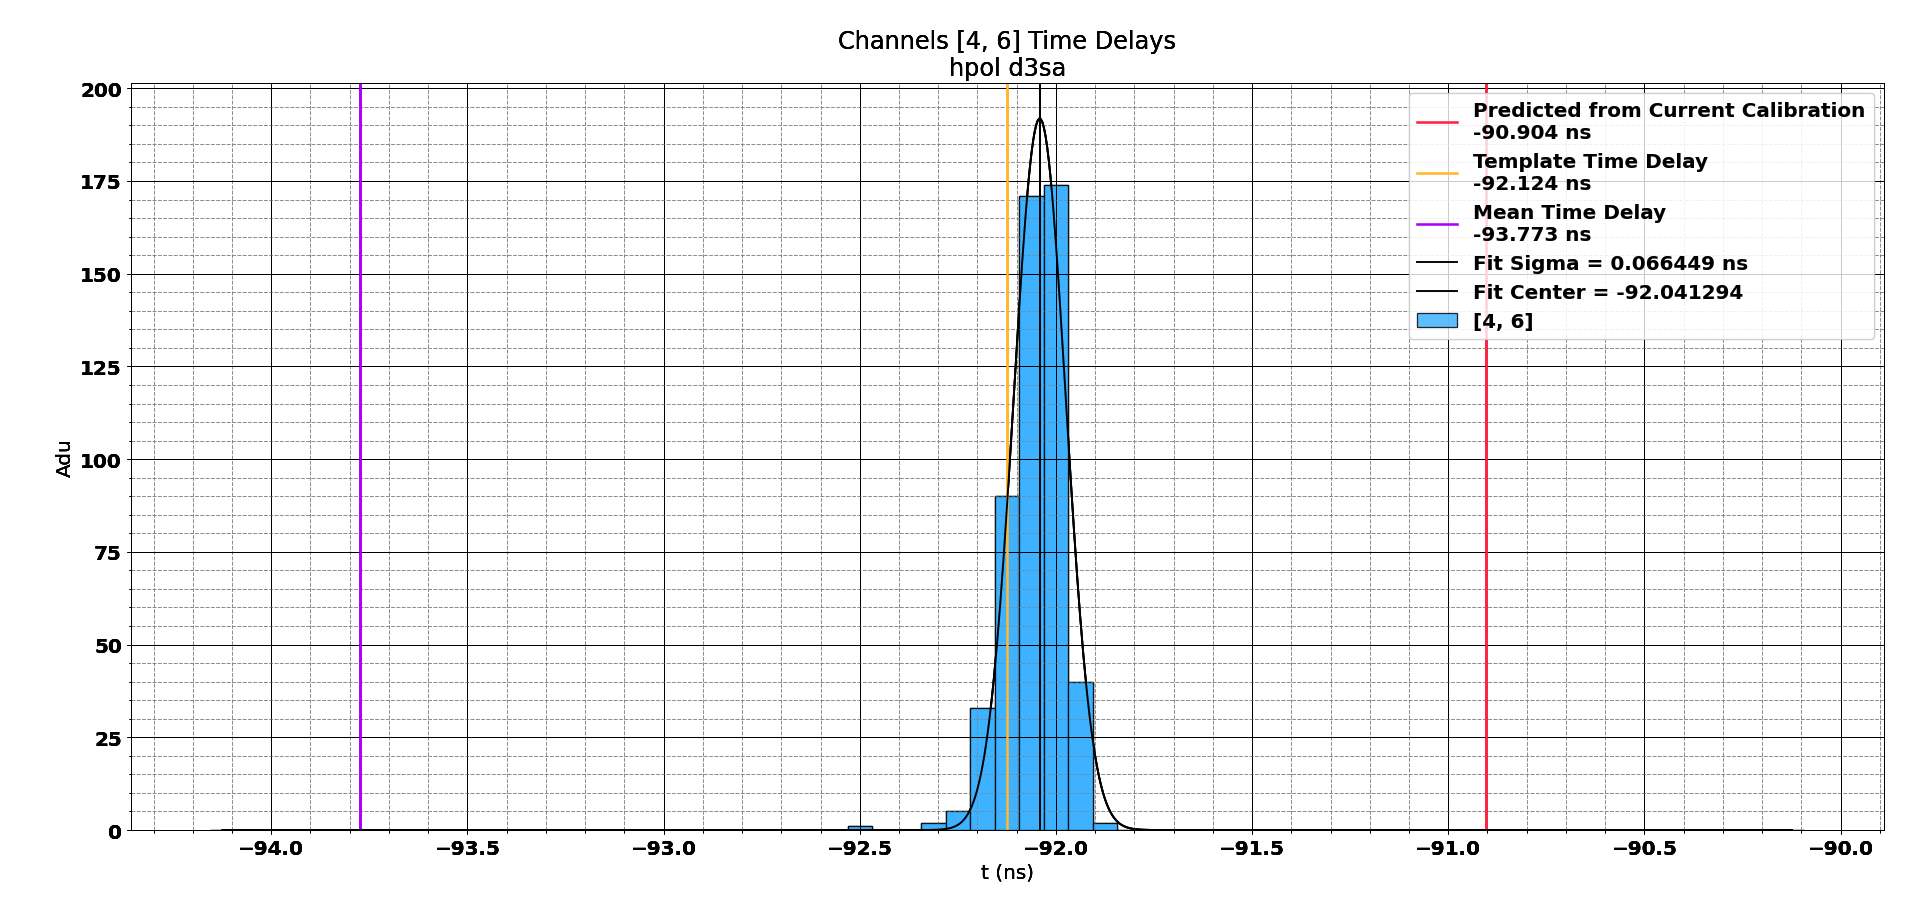 Channels [4, 6] Time Delays
hpol d3sa
Adu
200
175
150
125
100
75
50
25
0
Predicted from Current Calibration
-90.904 ns
Template Time Delay
-92.124 ns
Mean Time Delay
-93.773 ns
Fit Sigma = 0.066449 ns
Fit Center = -92.041294
[4, 6]
−94.0 −93.5 −93.0 −92.5 −92.0 −91.5 −91.0 −90.5 −90.0
t (ns)